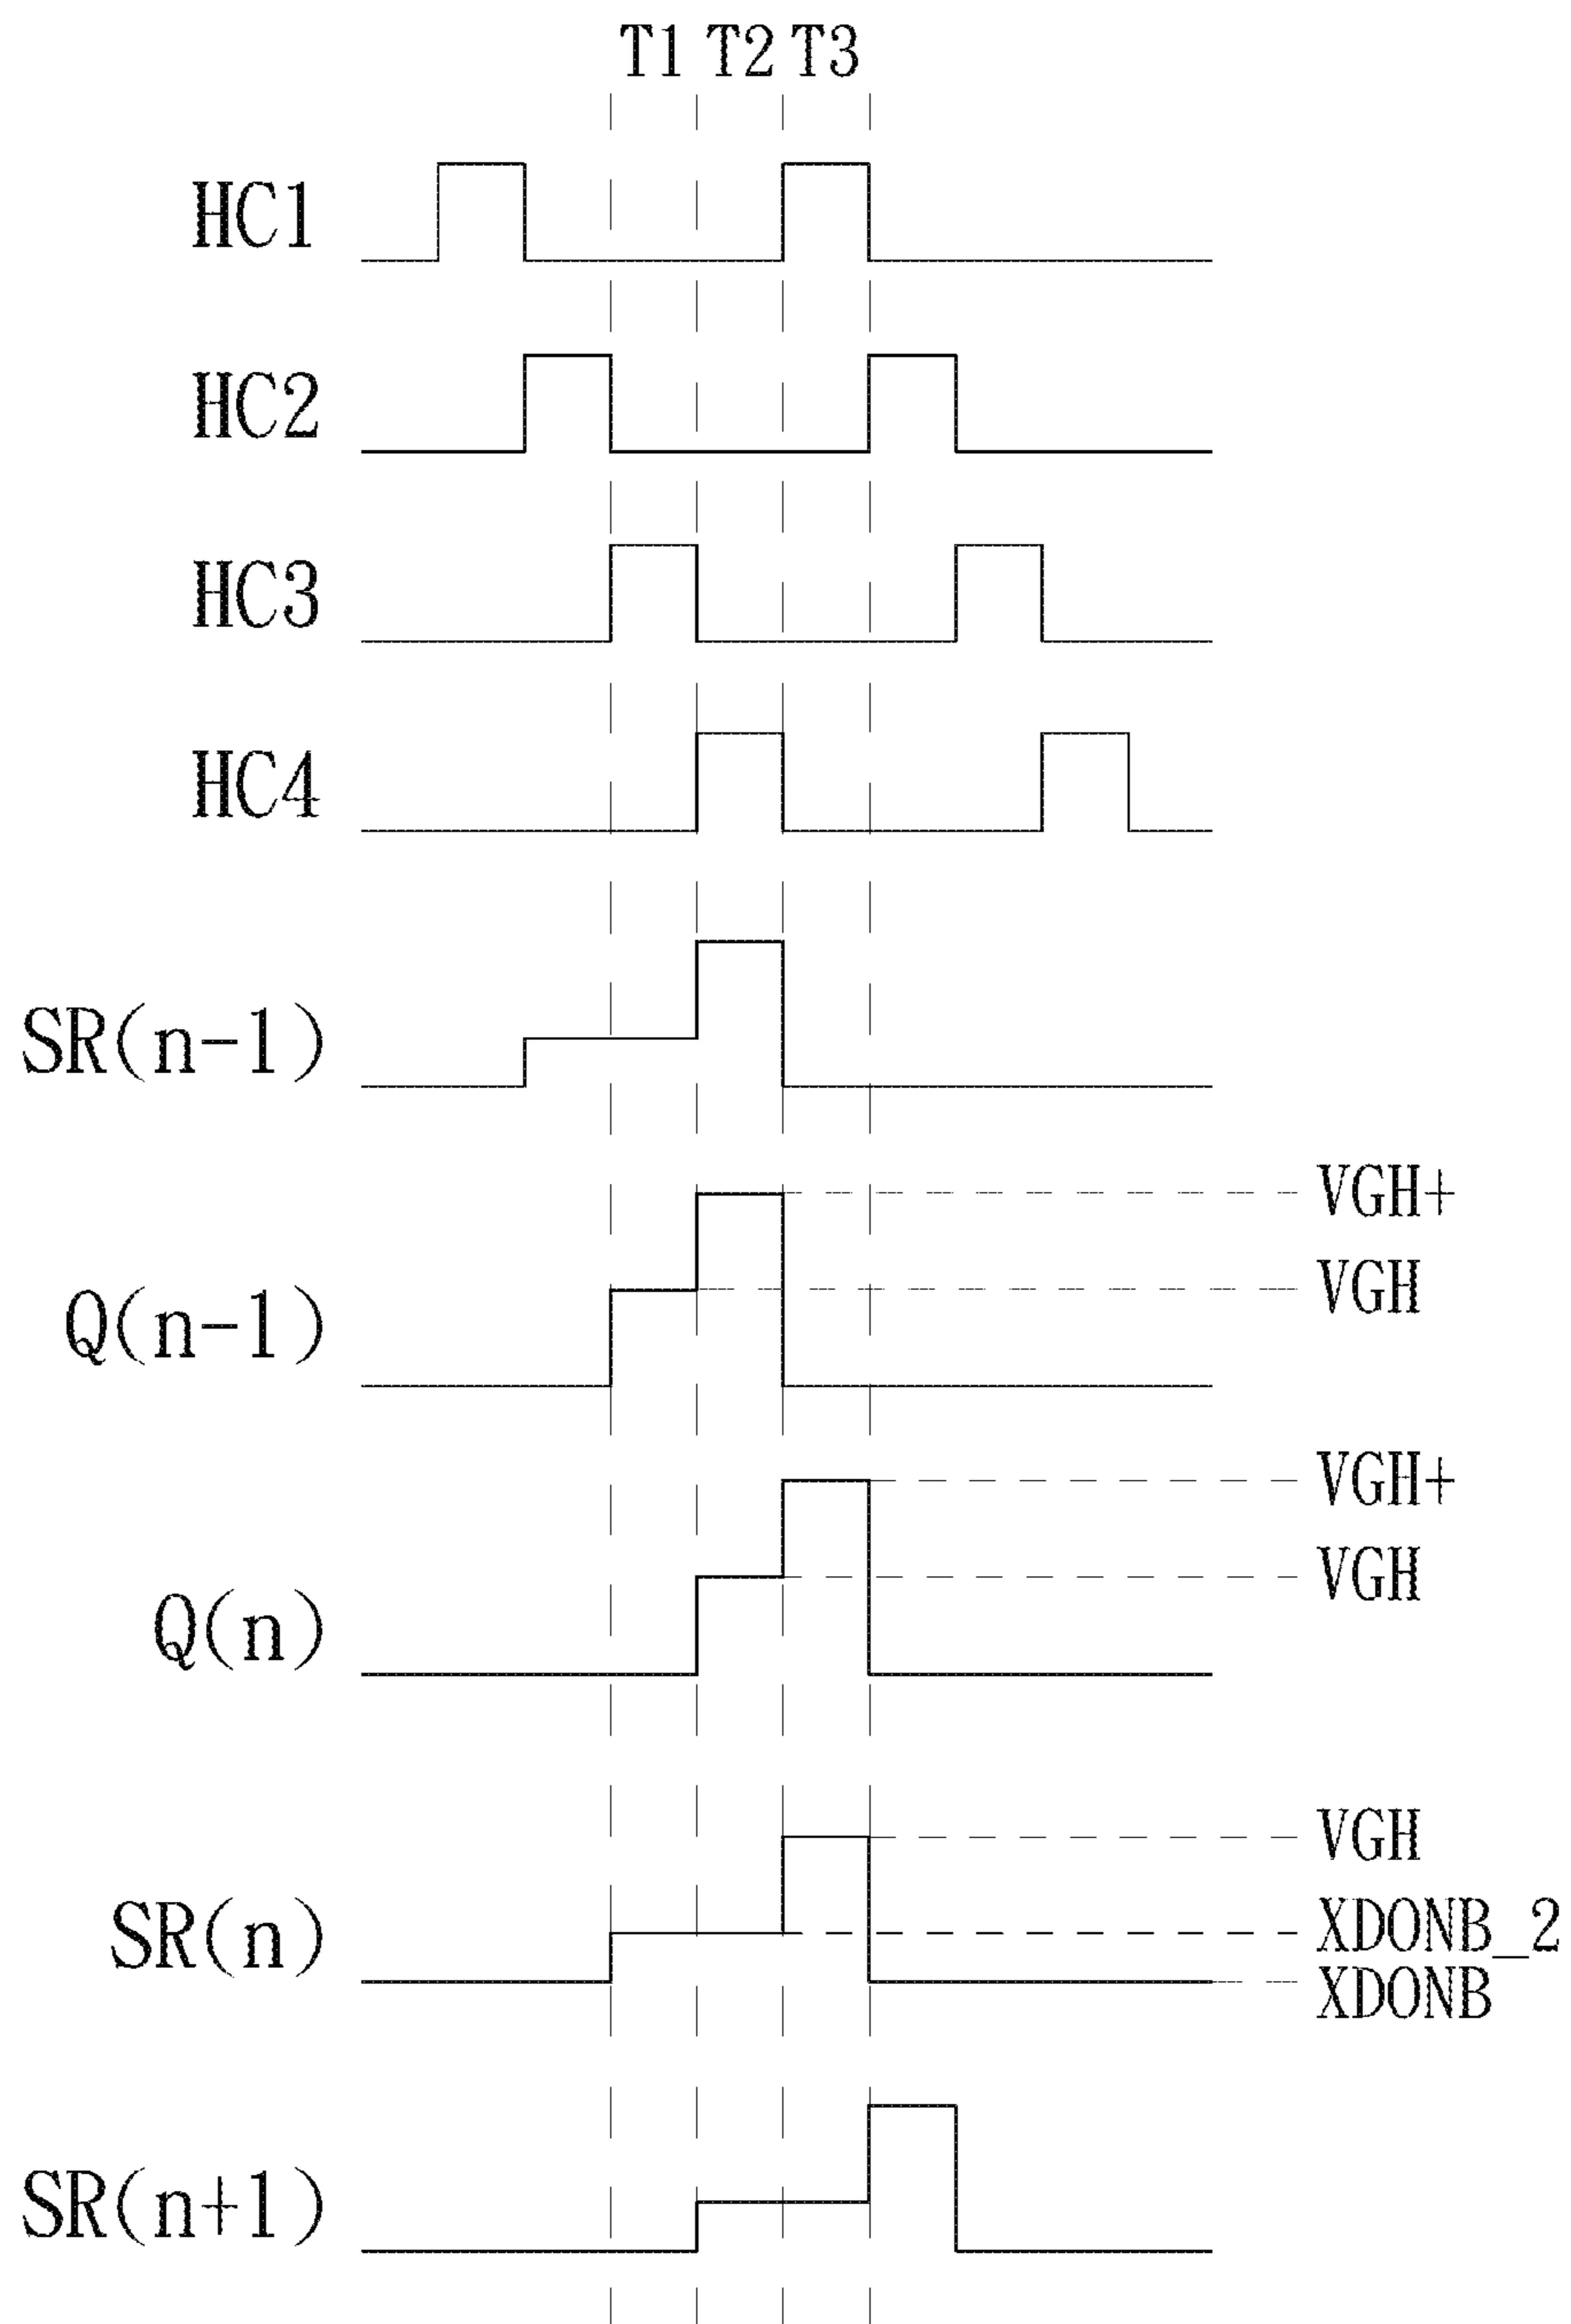 T1 T2 T3
HC1
HC2
HC3
HC4
SR(n-1)
Q(n-1)
VGH+
VGH
Q(n)
VGH+
VGH
SR(n)
VGH
XDONB_2
XDONB
SR(n+1)